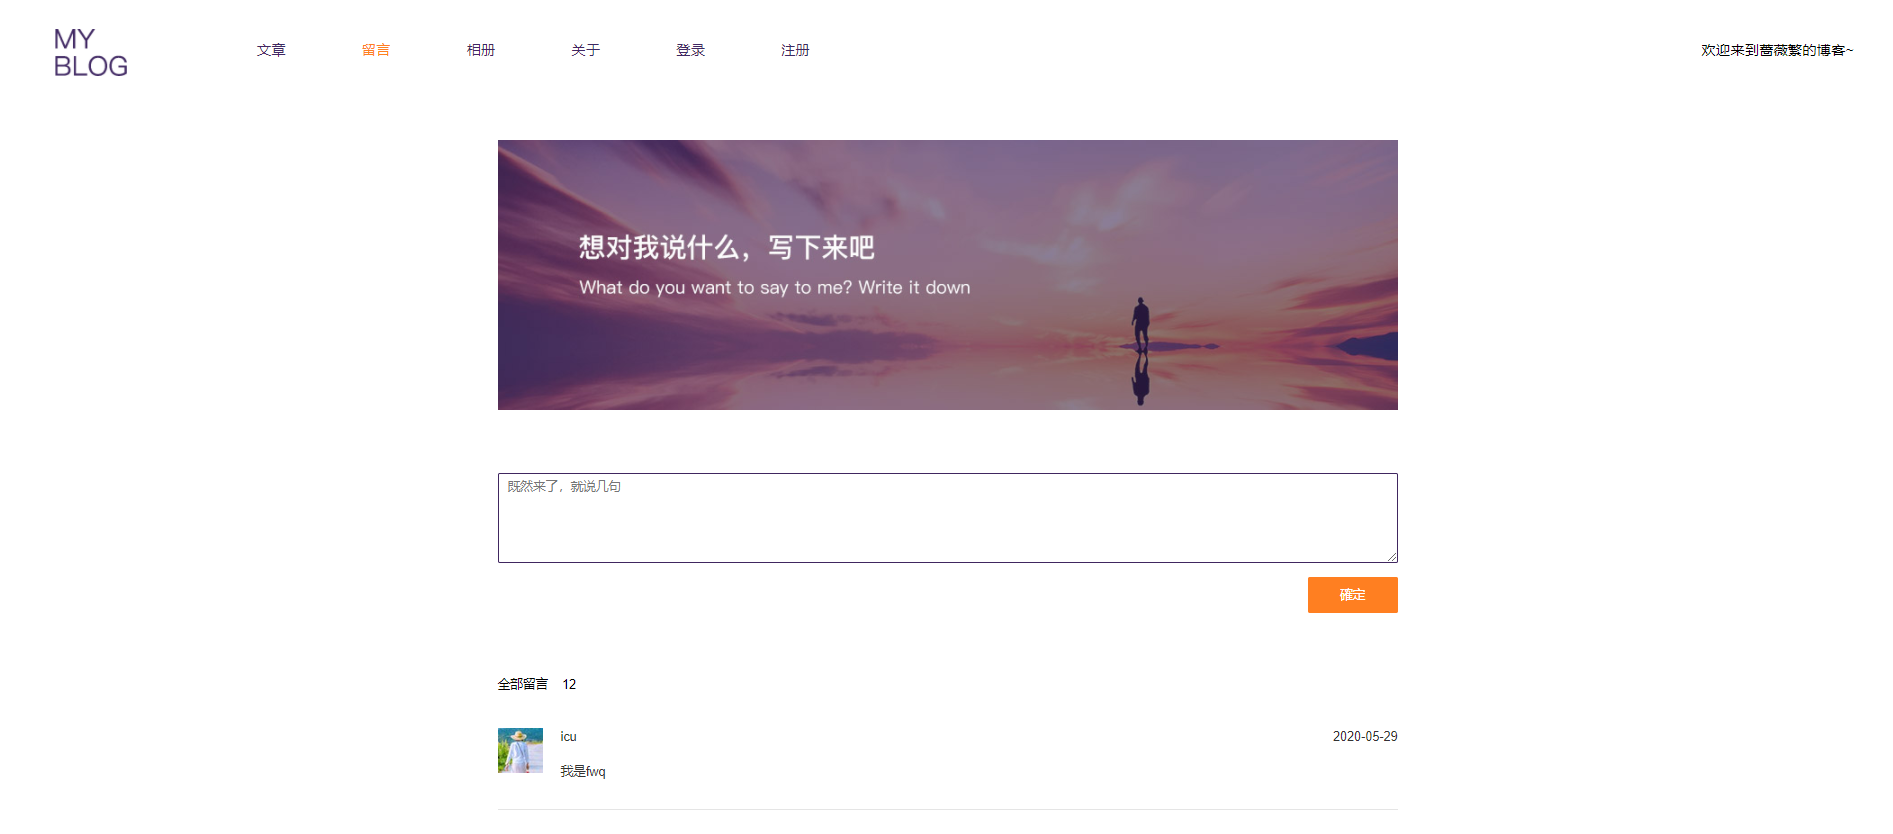 MY
BLOG
文章 留言 相册 关于 登录 注册 欢迎来到蔷薇繁的博客~
想对我说什么，写下来吧
What do you want to say to me? Write it down
既然来了，就说几句
確定
全部留言 12
icu 2020-05-29
我是fwq